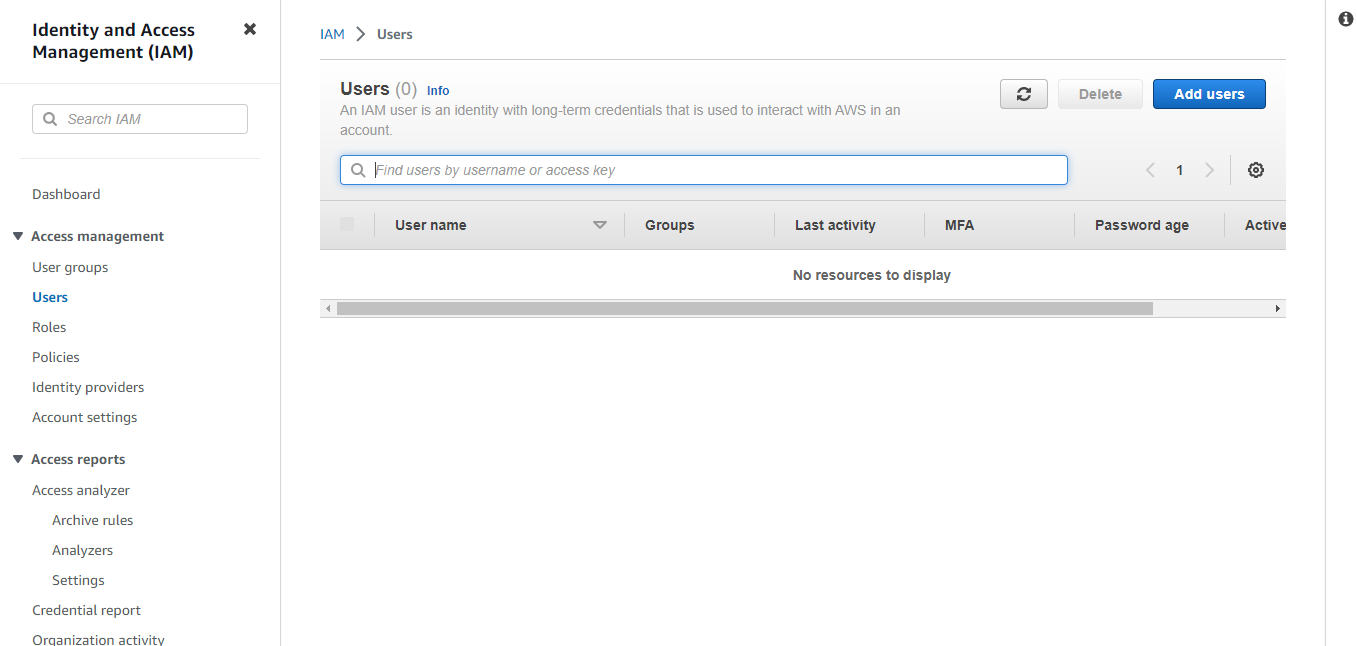 Identity and Access
Management (IAM)
Search IAM
Dashboard
Access management
User groups
Users
Roles
Policies
Identity providers
Account settings
Access reports
Access analyzer
Archive rules
Analyzers
Settings
Credential report
Organization activity
IAM > Users
Users (0) Info
An IAM user is an identity with long-term credentials that is used to interact with AWS in an
account.
Delete
Add users
Find users by username or access key
1
User name Groups Last activity MFA Password age Active
No resources to display